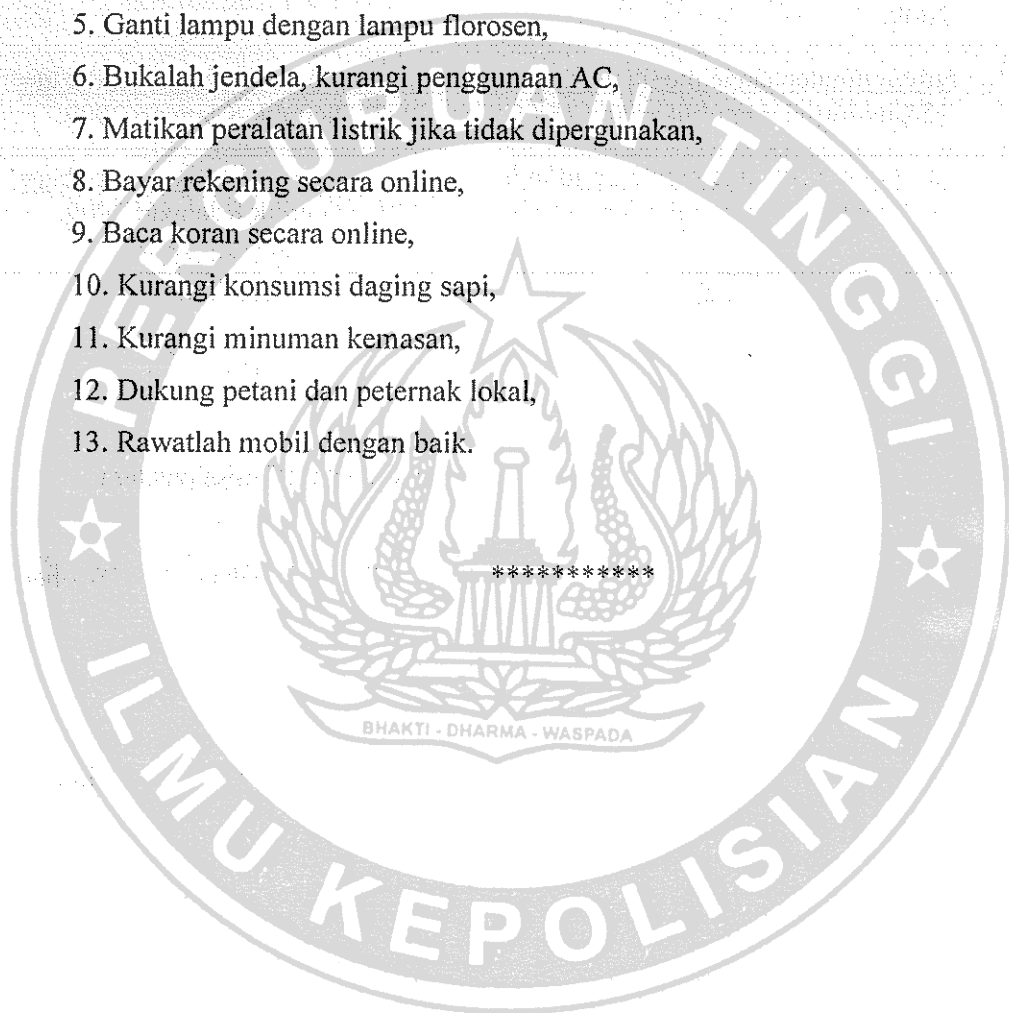 5. Ganti lampu dengan lampu florosen,
6. Bukalah jendela, kurangi penggunaan AC,
7. Matikan peralatan listrik jika tidak dipergunakan,
8. Bayar rekening secara online,
9. Baca koran secara online,
10. Kurangi konsumsi daging sapi,
11. Kurangi minuman kemasan,
12. Dukung petani dan peternak lokal,
13. Rawatlah mobil dengan baik.
***********
PERGURUAN TINGGI
ILMU KEPOLISIAN
BHAKTI - DHARMA - WASPADA